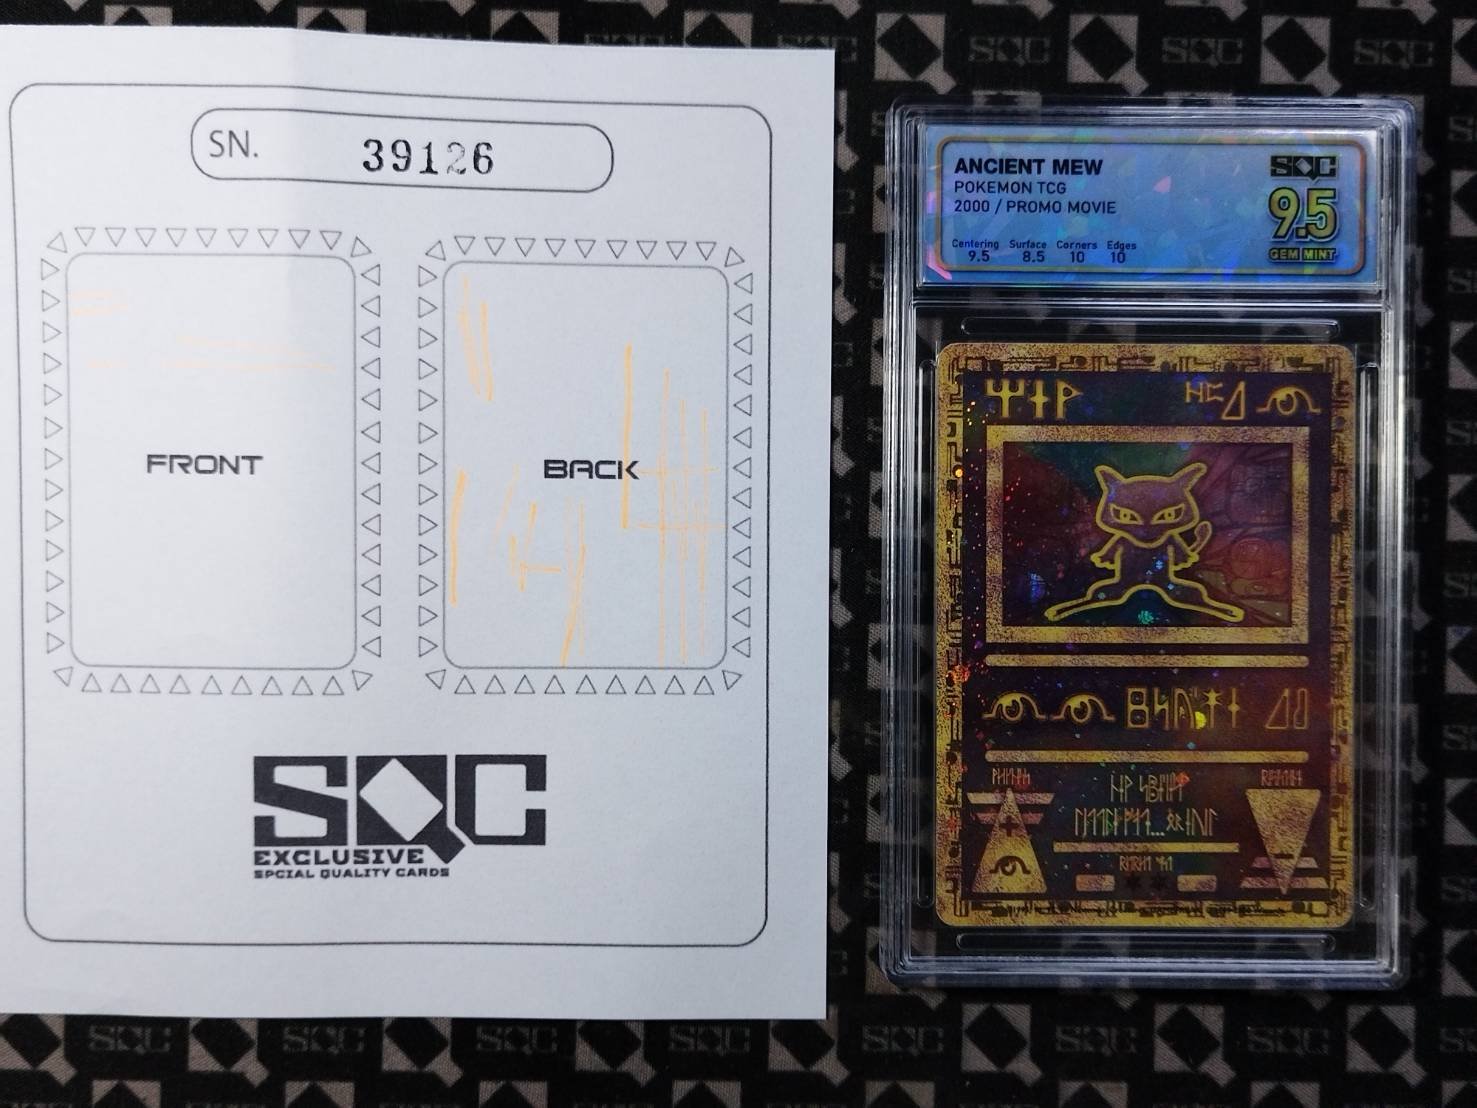 SN. 39126
FRONT
BACK
SQC
EXCLUSIVE
SPCIAL QUALITY CARDS
ANCIENT MEW
POKEMON TCG
2000 / PROMO MOVIE
Centering Surface Corners Edges
9.5 8.5 10 10
SQC
9.5
GEM MINT